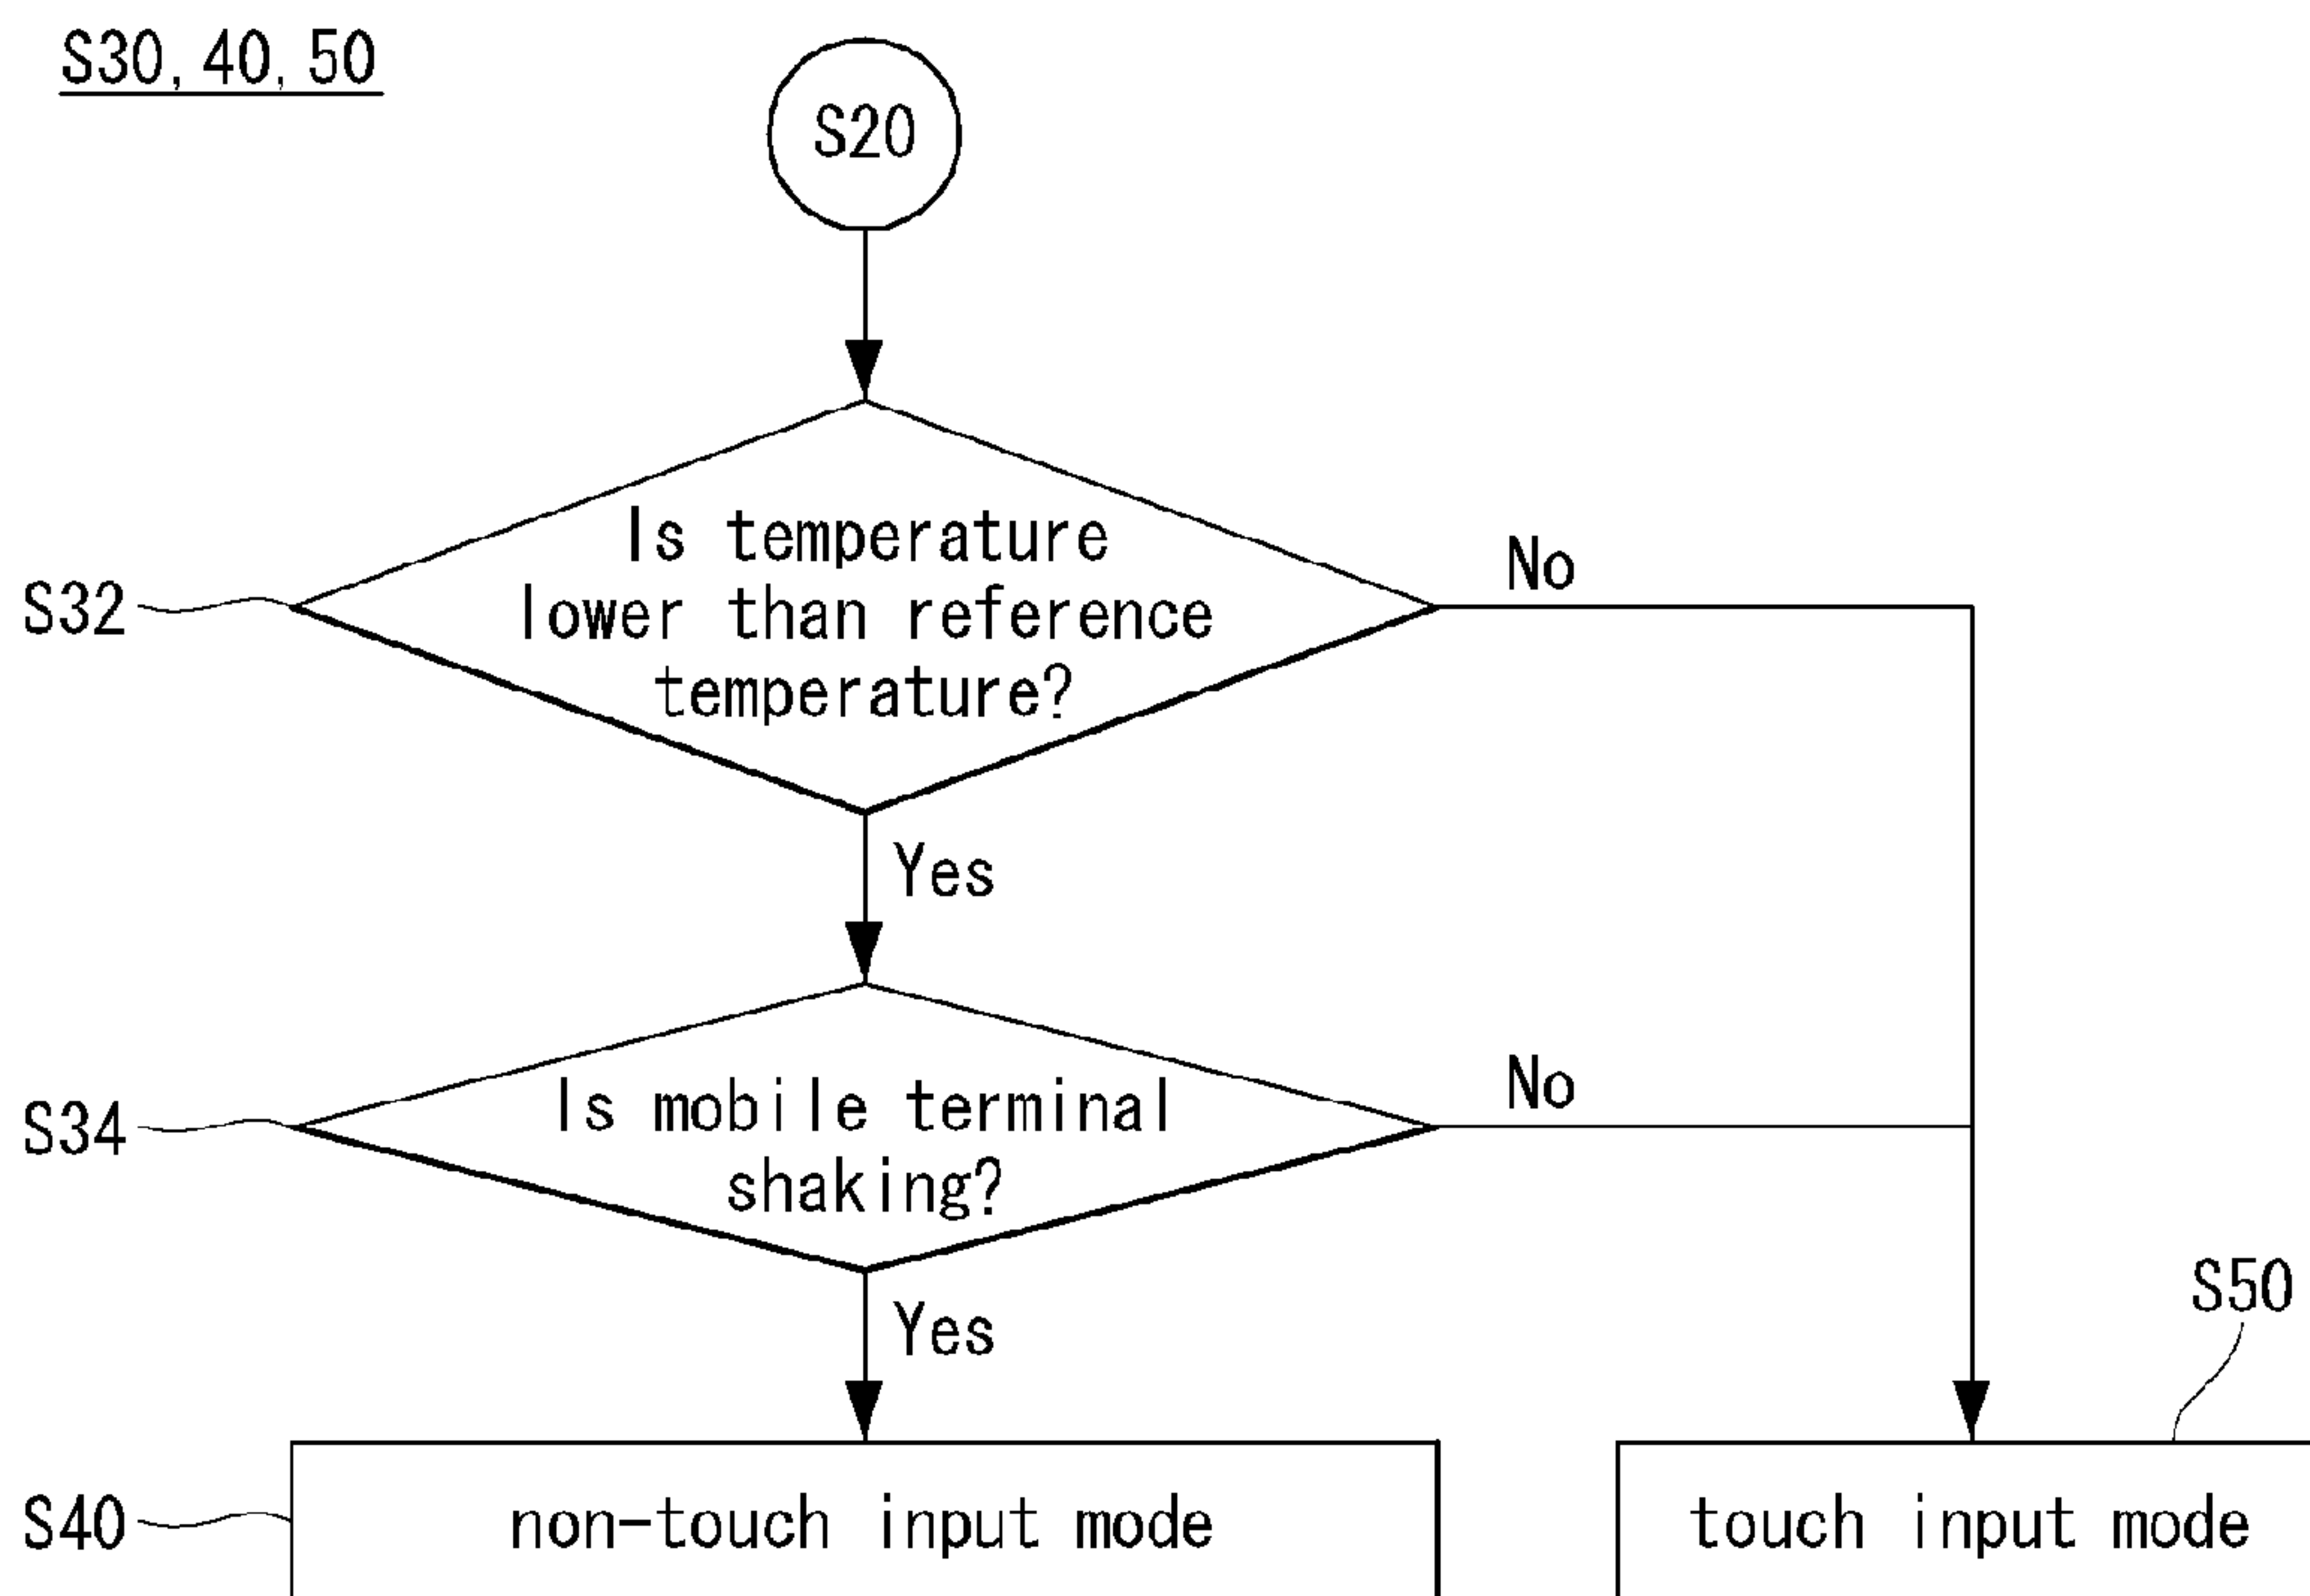 S30, 40, 50
S20
Is temperature
lower than reference
temperature?
No
S32
Yes
Is mobile terminal
shaking?
No
S34
Yes
S50
S40
non-touch input mode
touch input mode